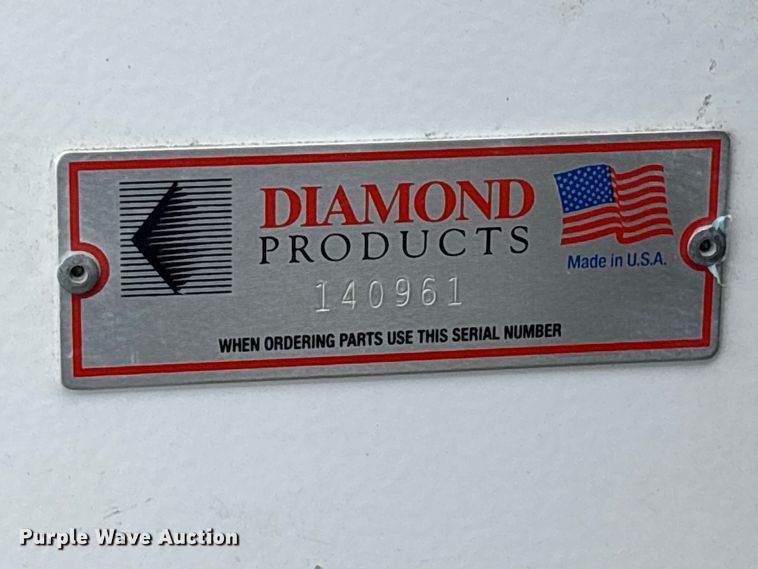 DIAMOND
PRODUCTS
Made in U.S.A.
140961
WHEN ORDERING PARTS USE THIS SERIAL NUMBER
Purple Wave Auction